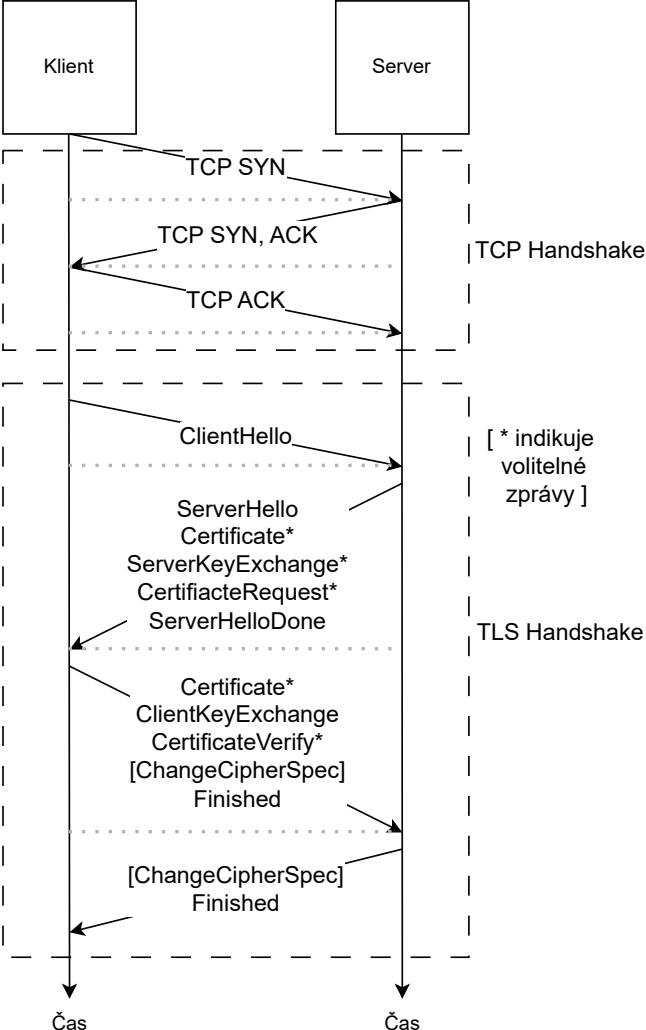 Klient
Server
TCP SYN
TCP SYN, ACK
TCP Handshake
TCP ACK
ClientHello
[ * indikuje
volitelné
zprávy ]
ServerHello
Certificate*
ServerKeyExchange*
CertifiacteRequest*
ServerHelloDone
TLS Handshake
Certificate*
ClientKeyExchange
CertificateVerify*
[ChangeCipherSpec]
Finished
[ChangeCipherSpec]
Finished
Čas
Čas